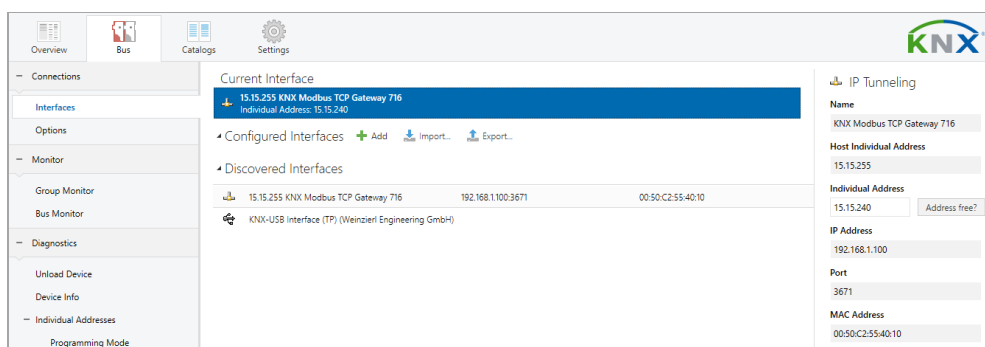 Overview
Bus
Catalogs
Settings
KNX
Connections
Interfaces
Options
Monitor
Group Monitor
Bus Monitor
Diagnostics
Unload Device
Device Info
Individual Addresses
Programming Mode
Current Interface
15.15.255 KNX Modbus TCP Gateway 716
Individual Address: 15.15.240
Configured Interfaces Add Import... Export...
Discovered Interfaces
15.15.255 KNX Modbus TCP Gateway 716 192.168.1.100:3671 00:50:C2:55:40:10
KNX-USB Interface (TP) (Weinzierl Engineering GmbH)
IP Tunneling
Name
KNX Modbus TCP Gateway 716
Host Individual Address
15.15.255
Individual Address
15.15.240 Address free?
IP Address
192.168.1.100
Port
3671
MAC Address
00:50:C2:55:40:10